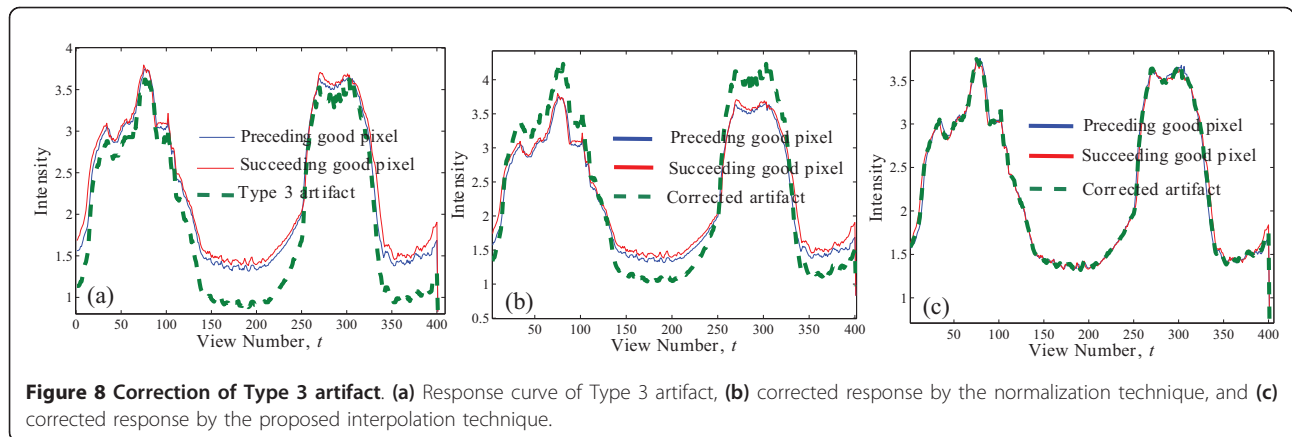 4
3.5
3
2.5
2
1.5
1
0 50 100 150 200 250 300 350 400
Intensity
View Number, t
Preceding good pixel
Succeeding good pixel
Type 3 artifact
(a)
4
3.5
3
2.5
2
1.5
1
0.5
50 100 150 200 250 300 350 400
Intensity
View Number, t
Preceding good pixel
Succeeding good pixel
Corrected artifact
(b)
3.5
3
2.5
2
1.5
1
50 100 150 200 250 300 350 400
Intensity
View Number, t
Preceding good pixel
Succeeding good pixel
Corrected artifact
(c)
Figure 8 Correction of Type 3 artifact. (a) Response curve of Type 3 artifact, (b) corrected response by the normalization technique, and (c)
corrected response by the proposed interpolation technique.